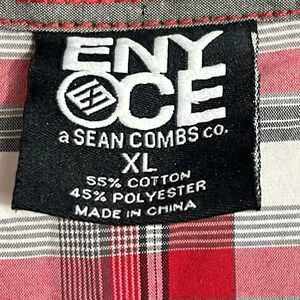 ENY
CE
a SEAN COMBS co.
XL
55% COTTON
45% POLYESTER
MADE IN CHINA